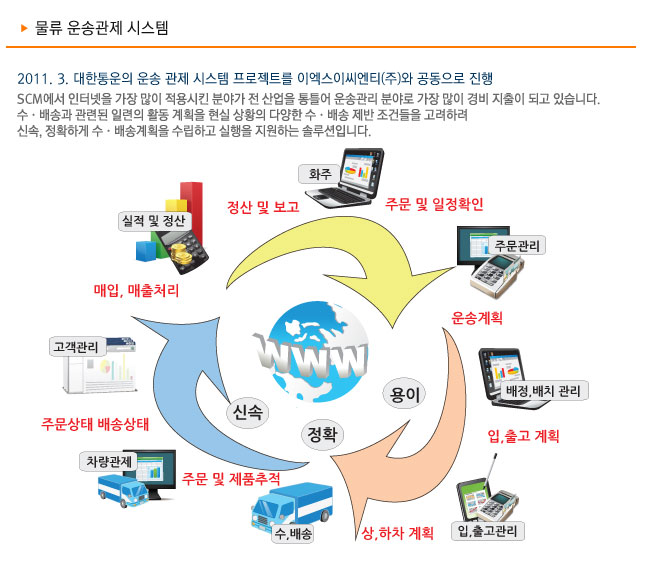 물류 운송관제 시스템
2011. 3. 대한통운의 운송 관제 시스템 프로젝트를 이엑스이씨엔티(주)와 공동으로 진행
SCM에서 인터넷을 가장 많이 적용시킨 분야가 전 산업을 통틀어 운송관리 분야로 가장 많이 경비 지출이 되고 있습니다.
수·배송과 관련된 일련의 활동 계획을 현실 상황의 다양한 수·배송 제반 조건들을 고려하려
신속, 정확하게 수·배송계획을 수립하고 실행을 지원하는 솔루션입니다.
화주
정산 및 보고
주문 및 일정확인
실적 및 정산
주문관리
매입, 매출처리
운송계획
WWW
고객관리
배정,배치 관리
용이
신속
주문상태 배송상태
정확
입,출고 계획
차량관제
주문 및 제품추적
수,배송
상,하차 계획
입,출고관리